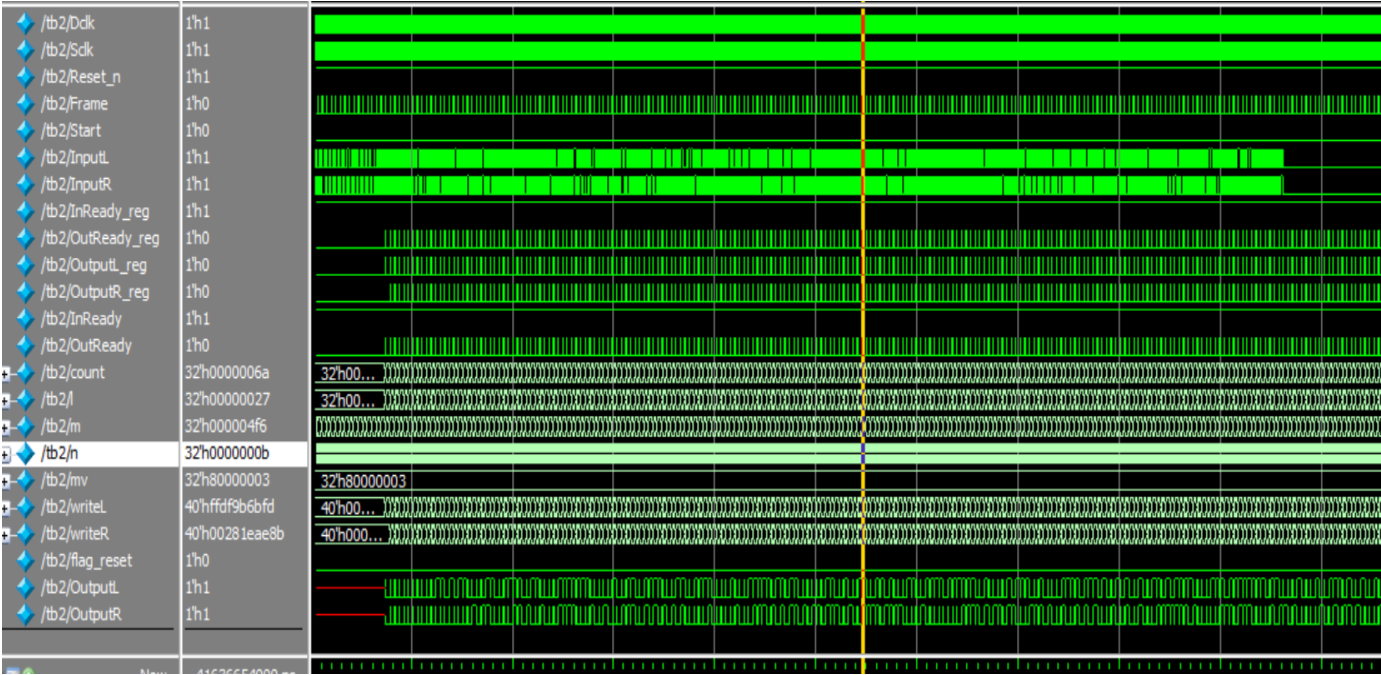 /tb2/Dclk 1'h1
/tb2/Sclk 1'h1
/tb2/Reset_n 1'h1
/tb2/Frame 1'h0
/tb2/Start 1'h0
/tb2/InputL 1'h1
/tb2/InputR 1'h1
/tb2/InReady_reg 1'h1
/tb2/OutReady_reg 1'h0
/tb2/OutputL_reg 1'h0
/tb2/OutputR_reg 1'h0
/tb2/InReady 1'h1
/tb2/OutReady 1'h0
/tb2/count 32'h0000006a 32'h00...
/tb2/l 32'h00000027 32'h00...
/tb2/m 32'h000004f6
/tb2/n 32'h0000000b
/tb2/mv 32'h80000003 32'h80000003
/tb2/writeL 40'hffdf9b6bfd 40'h00...
/tb2/writeR 40'h00281eae8b 40'h000...
/tb2/flag_reset 1'h0
/tb2/OutputL 1'h1
/tb2/OutputR 1'h1